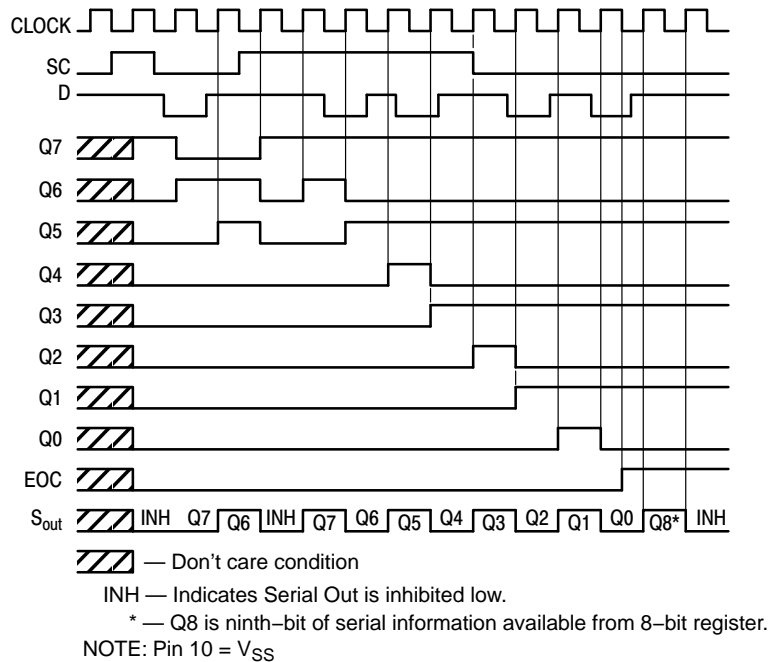 CLOCK
SC
D
Q7
Q6
Q5
Q4
Q3
Q2
Q1
Q0
EOC
Sout INH Q7 Q6 INH Q7 Q6 Q5 Q4 Q3 Q2 Q1 Q0 Q8* INH
— Don't care condition
INH — Indicates Serial Out is inhibited low.
* — Q8 is ninth−bit of serial information available from 8−bit register.
NOTE: Pin 10 = VSS